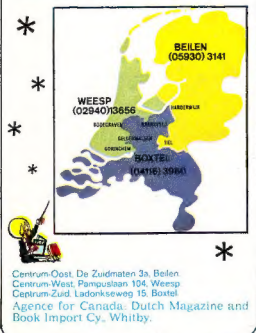 BEILEN
(05930) 3141
WEESP
(02940)13656
HARDERWIJK
BODEGRAVEN
BARNEVELD
GELDERMALSEN
TIEL
GORINCHEM
BOXTEL
(04116) 3960
Centrum-Oost, De Zuidmaten 3a, Beilen.
Centrum-West, Pampuslaan 104, Weesp
Centrum-Zuid, Ladonkseweg 15, Boxtel.
Agence for Canada: Dutch Magazine and
Book Import Cy., Whitby.